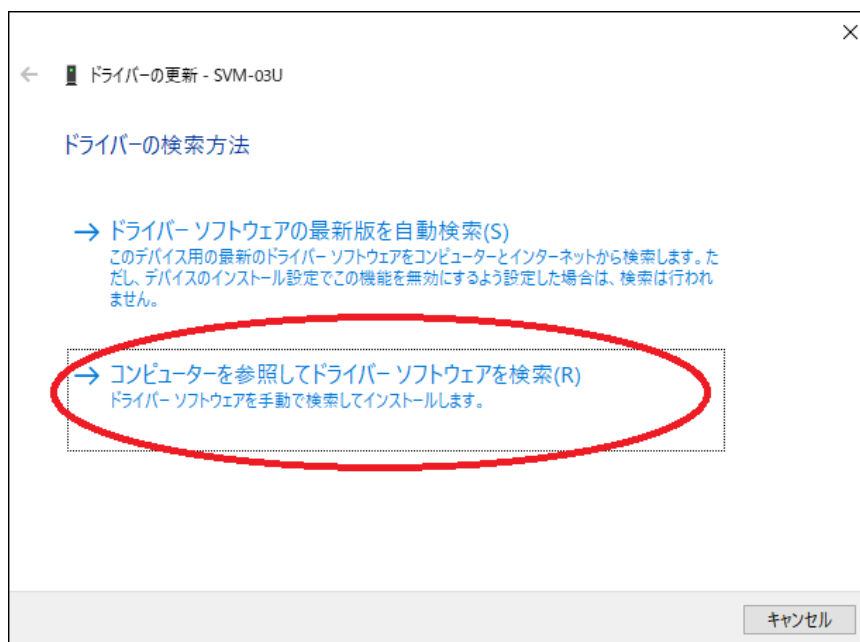 ドライバーの更新 - SVM-03U
ドライバーの検索方法
ドライバー ソフトウェアの最新版を自動検索(S)
このデバイス用の最新のドライバー ソフトウェアをコンピューターとインターネットから検索します。た
だし、デバイスのインストール設定でこの機能を無効にするよう設定した場合は、検索は行われ
ません。
コンピューターを参照してドライバー ソフトウェアを検索(R)
ドライバー ソフトウェアを手動で検索してインストールします。
キャンセル